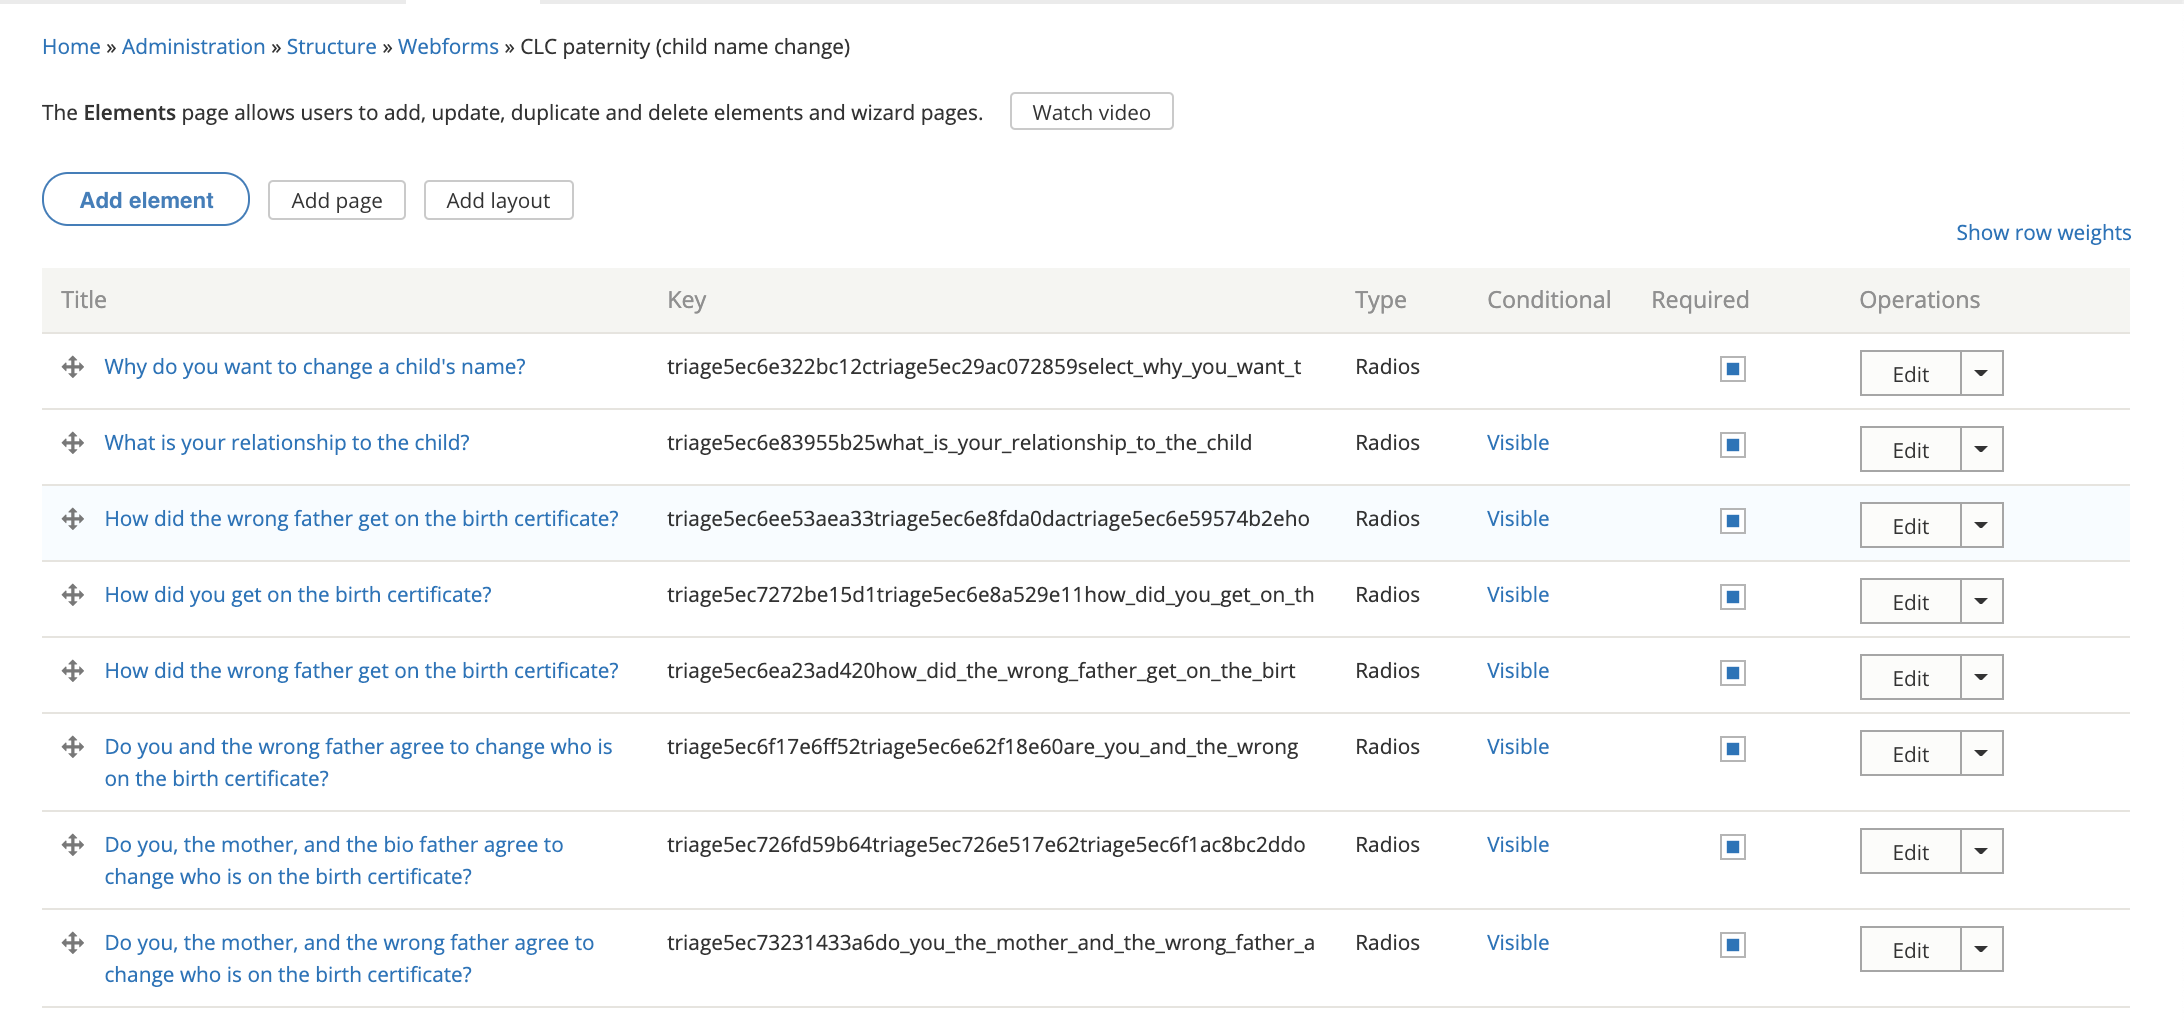 Home » Administration » Structure » Webforms » CLC paternity (child name change)
The Elements page allows users to add, update, duplicate and delete elements and wizard pages. Watch video
Add element Add page Add layout
Show row weights
Title Key Type Conditional Required Operations
Why do you want to change a child's name? triage5ec6e322bc12ctriage5ec29ac072859select_why_you_want_t Radios Edit
What is your relationship to the child? triage5ec6e83955b25what_is_your_relationship_to_the_child Radios Visible Edit
How did the wrong father get on the birth certificate? triage5ec6ee53aea33triage5ec6e8fda0dactriage5ec6e59574b2eho Radios Visible Edit
How did you get on the birth certificate? triage5ec7272be15d1triage5ec6e8a529e11how_did_you_get_on_th Radios Visible Edit
How did the wrong father get on the birth certificate? triage5ec6ea23ad420how_did_the_wrong_father_get_on_the_birt Radios Visible Edit
Do you and the wrong father agree to change who is triage5ec6f17e6ff52triage5ec6e62f18e60are_you_and_the_wrong Radios Visible Edit
on the birth certificate?
Do you, the mother, and the bio father agree to triage5ec726fd59b64triage5ec726e517e62triage5ec6f1ac8bc2ddo Radios Visible Edit
change who is on the birth certificate?
Do you, the mother, and the wrong father agree to triage5ec73231433a6do_you_the_mother_and_the_wrong_father_a Radios Visible Edit
change who is on the birth certificate?